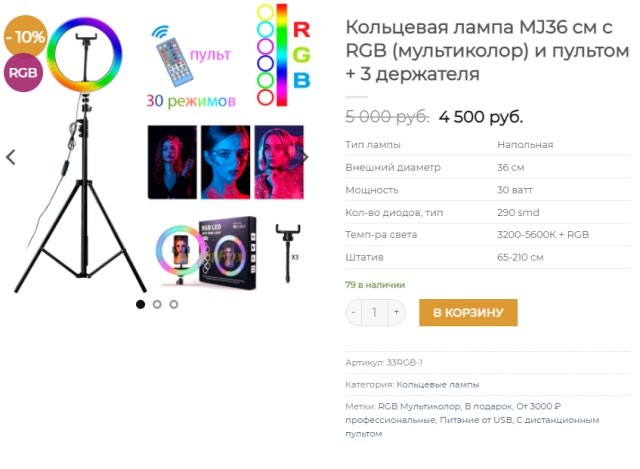 - 10%
RGB
пульт
RGB
30 режимов
RGB LED
X3
Кольцевая лампа MJ36 см с
RGB (мультиколор) и пультом
+ 3 держателя
5 000 руб. 4 500 руб.
Тип лампы Напольная
Внешний диаметр 36 см
Мощность 30 ватт
Кол-во диодов, тип 290 smd
Темп-ра света 3200-5600К + RGB
Штатив 65-210 см
79 в наличии
- 1 +
В КОРЗИНУ
Артикул: 33RGB-1
Категория: Кольцевые лампы
Метки: RGB Мультиколор, В подарок, От 3000 ₽
профессиональные, Питание от USB, С дистанционным
пультом